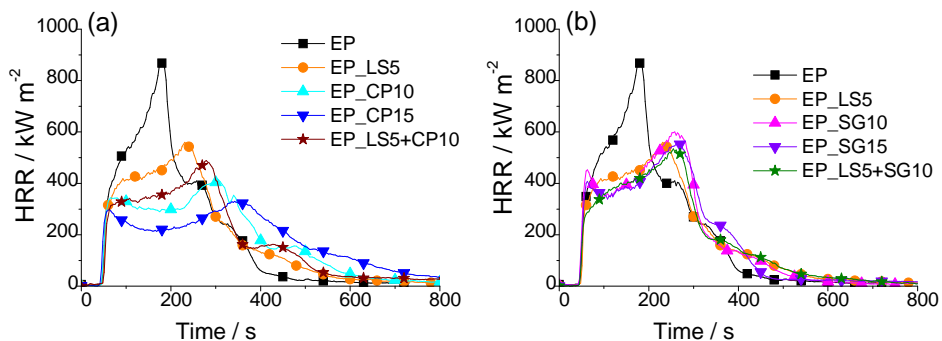 (a)
1000
800
600
400
200
0
HRR / kW m⁻²
EP
EP_LS5
EP_CP10
EP_CP15
EP_LS5+CP10
0 200 400 600 800
Time / s
(b)
1000
800
600
400
200
0
HRR / kW m⁻²
EP
EP_LS5
EP_SG10
EP_SG15
EP_LS5+SG10
0 200 400 600 800
Time / s